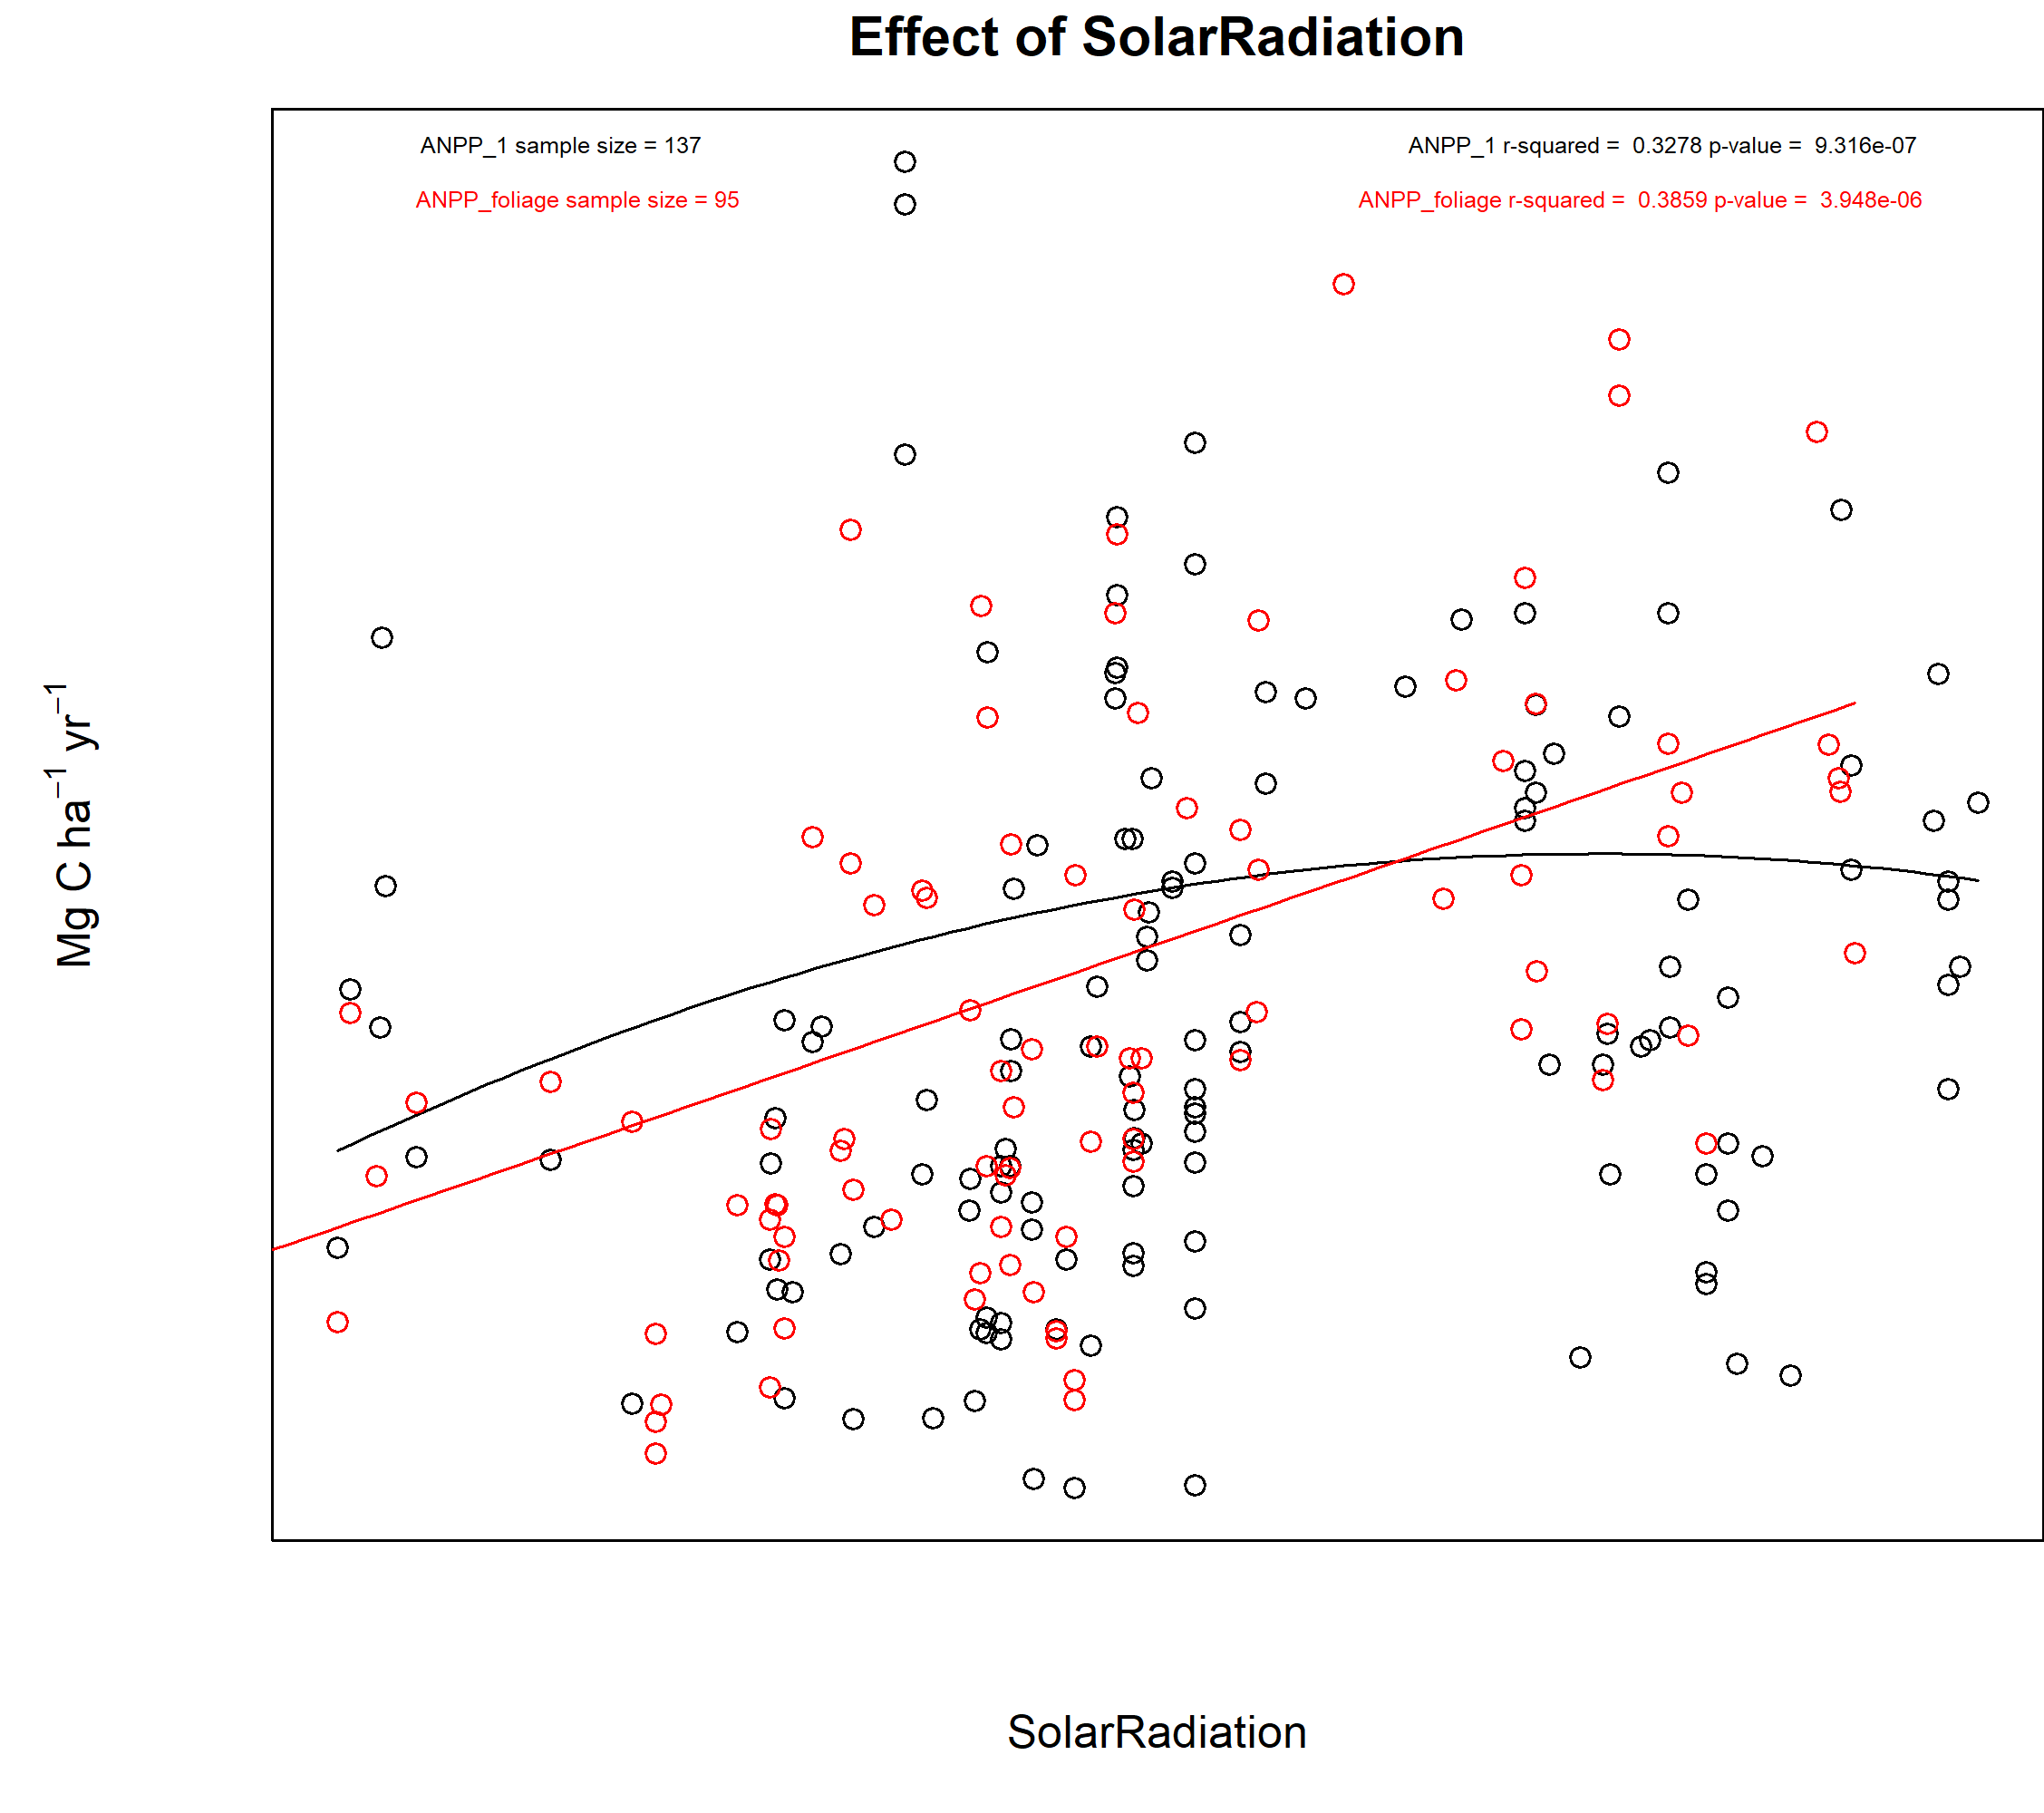 Effect of SolarRadiation
ANPP_1 sample size = 137
ANPP_1 r-squared = 0.3278 p-value = 9.316e-07
ANPP_foliage sample size = 95
ANPP_foliage r-squared = 0.3859 p-value = 3.948e-06
Mg C ha⁻¹ yr⁻¹
SolarRadiation